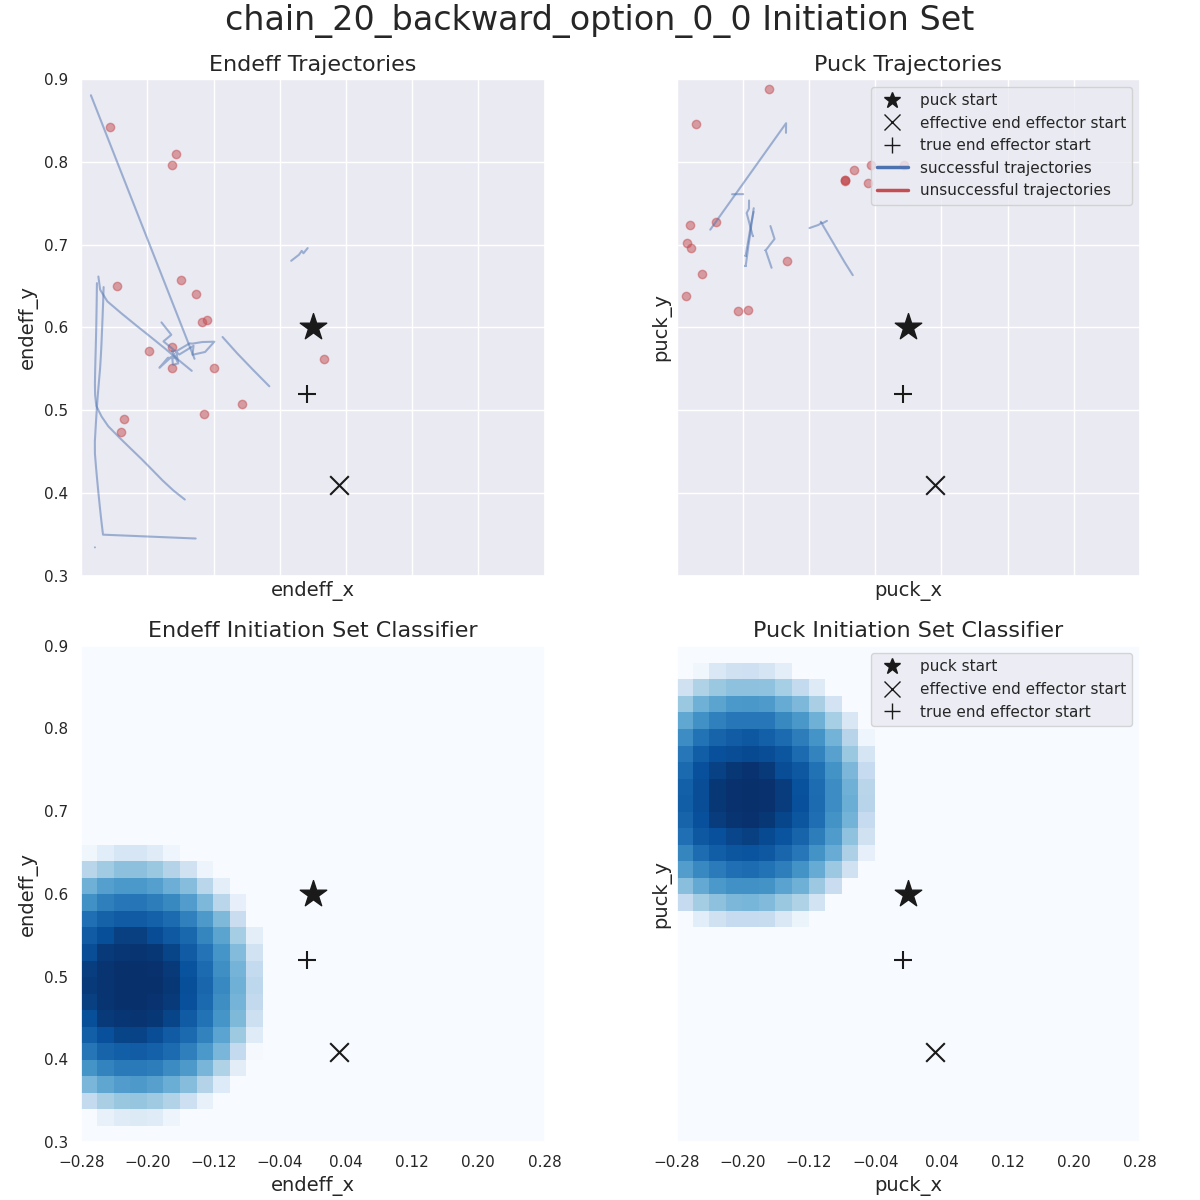 chain_20_backward_option_0_0 Initiation Set
Endeff Trajectories
0.9
0.8
0.7
0.6
0.5
0.4
0.3
endeff_y
endeff_x
Puck Trajectories
puck start
effective end effector start
true end effector start
successful trajectories
unsuccessful trajectories
puck_y
puck_x
Endeff Initiation Set Classifier
0.9
0.8
0.7
0.6
0.5
0.4
0.3
endeff_y
−0.28 −0.20 −0.12 −0.04 0.04 0.12 0.20 0.28
endeff_x
Puck Initiation Set Classifier
puck start
effective end effector start
true end effector start
puck_y
−0.28 −0.20 −0.12 −0.04 0.04 0.12 0.20 0.28
puck_x